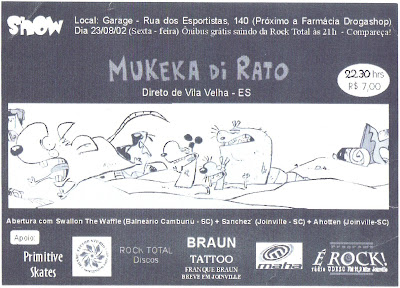 Show
Local: Garage - Rua dos Esportistas, 140 (Próximo a Farmácia Drogashop)
Dia 23/08/02 (Sexta - feira) Ônibus grátis saindo da Rock Total às 21h - Compareça!
MUKEKA Di RATO
Direto de Vila Velha - ES
22:30 hrs
R$ 7,00
Abertura com Swallon The Waffle (Balneário Camburiu - SC) + Sanchez' (Joinville - SC) + Ahotten (Joinville-SC)
Apoio:
Primitive
Skates
ROCK TOTAL
Discos
BRAUN
TATTOO
FRANQUE BRAUN
BREVE EM JOINVILLE
maha
É ROCK!
rádio UDESC